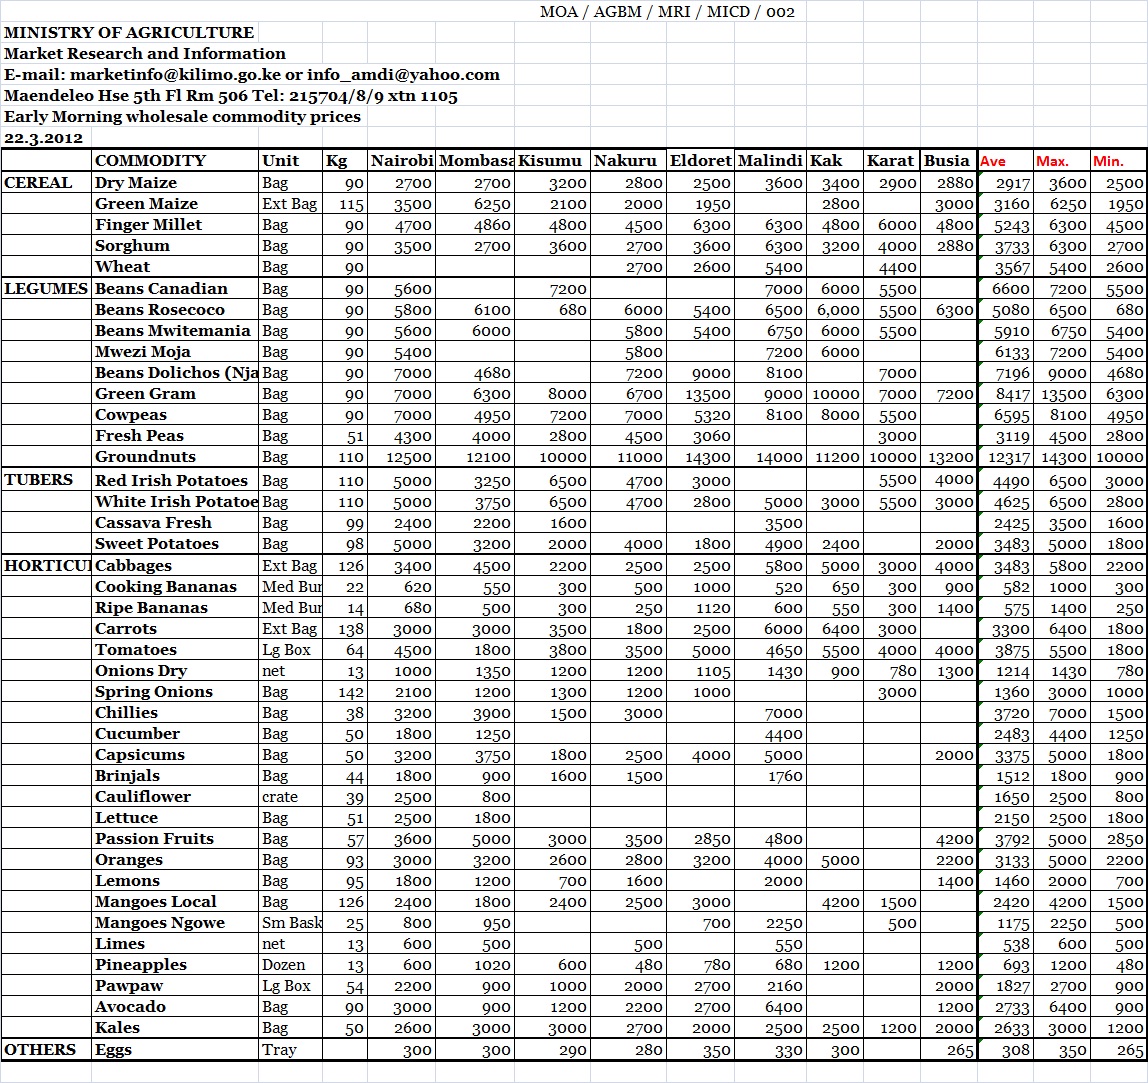 MOA / AGBM / MRI / MICD / 002
MINISTRY OF AGRICULTURE
Market Research and Information
E-mail: marketinfo@kilimo.go.ke or info_amdi@yahoo.com
Maendeleo Hse 5th Fl Rm 506 Tel: 215704/8/9 xtn 1105
Early Morning wholesale commodity prices
22.3.2012
COMMODITY Unit Kg Nairobi Mombasa Kisumu Nakuru Eldoret Malindi Kak Karat Busia Ave Max. Min.
CEREAL Dry Maize Bag 90 2700 2700 3200 2800 2500 3600 3400 2900 2880 2917 3600 2500
Green Maize Ext Bag 115 3500 6250 2100 2000 1950 2800 3000 3160 6250 1950
Finger Millet Bag 90 4700 4860 4800 4500 6300 6300 4800 6000 4800 5243 6300 4500
Sorghum Bag 90 3500 2700 3600 2700 3600 6300 3200 4000 2880 3733 6300 2700
Wheat Bag 90 2700 2600 5400 4400 3567 5400 2600
LEGUMES Beans Canadian Bag 90 5600 7200 7000 6000 5500 6600 7200 5500
Beans Rosecoco Bag 90 5800 6100 680 6000 5400 6500 6,000 5500 6300 5080 6500 680
Beans Mwitemania Bag 90 5600 6000 5800 5400 6750 6000 5500 5910 6750 5400
Mwezi Moja Bag 90 5400 5800 7200 6000 6133 7200 5400
Beans Dolichos (Nja Bag 90 7000 4680 7200 9000 8100 7000 7196 9000 4680
Green Gram Bag 90 7000 6300 8000 6700 13500 9000 10000 7000 7200 8417 13500 6300
Cowpeas Bag 90 7000 4950 7200 7000 5320 8100 8000 5500 6595 8100 4950
Fresh Peas Bag 51 4300 4000 2800 4500 3060 3000 3119 4500 2800
Groundnuts Bag 110 12500 12100 10000 11000 14300 14000 11200 10000 13200 12317 14300 10000
TUBERS Red Irish Potatoes Bag 110 5000 3250 6500 4700 3000 5500 4000 4490 6500 3000
White Irish Potatoe Bag 110 5000 3750 6500 4700 2800 5000 3000 5500 3000 4625 6500 2800
Cassava Fresh Bag 99 2400 2200 1600 3500 2425 3500 1600
Sweet Potatoes Bag 98 5000 3200 2000 4000 1800 4900 2400 2000 3483 5000 1800
HORTICUL Cabbages Ext Bag 126 3400 4500 2200 2500 2500 5800 5000 3000 4000 3483 5800 2200
Cooking Bananas Med Bun 22 620 550 300 500 1000 520 650 300 900 582 1000 300
Ripe Bananas Med Bun 14 680 500 300 250 1120 600 550 300 1400 575 1400 250
Carrots Ext Bag 138 3000 3000 3500 1800 2500 6000 6400 3000 3300 6400 1800
Tomatoes Lg Box 64 4500 1800 3800 3500 5000 4650 5500 4000 4000 3875 5500 1800
Onions Dry net 13 1000 1350 1200 1200 1105 1430 900 780 1300 1214 1430 780
Spring Onions Bag 142 2100 1200 1300 1200 1000 3000 1360 3000 1000
Chillies Bag 38 3200 3900 1500 3000 7000 3720 7000 1500
Cucumber Bag 50 1800 1250 4400 2483 4400 1250
Capsicums Bag 50 3200 3750 1800 2500 4000 5000 2000 3375 5000 1800
Brinjals Bag 44 1800 900 1600 1500 1760 1512 1800 900
Cauliflower crate 39 2500 800 1650 2500 800
Lettuce Bag 51 2500 1800 2150 2500 1800
Passion Fruits Bag 57 3600 5000 3000 3500 2850 4800 4200 3792 5000 2850
Oranges Bag 93 3000 3200 2600 2800 3200 4000 5000 2200 3133 5000 2200
Lemons Bag 95 1800 1200 700 1600 2000 1400 1460 2000 700
Mangoes Local Bag 126 2400 1800 2400 2500 3000 4200 1500 2420 4200 1500
Mangoes Ngowe Sm Bask 25 800 950 700 2250 500 1175 2250 500
Limes net 13 600 500 500 550 538 600 500
Pineapples Dozen 13 600 1020 600 480 780 680 1200 1200 693 1200 480
Pawpaw Lg Box 54 2200 900 1000 2000 2700 2160 2000 1827 2700 900
Avocado Bag 90 3000 900 1200 2200 2700 6400 1200 2733 6400 900
Kales Bag 50 2600 3000 3000 2700 2000 2500 2500 1200 2000 2633 3000 1200
OTHERS Eggs Tray 300 300 290 280 350 330 300 265 308 350 265